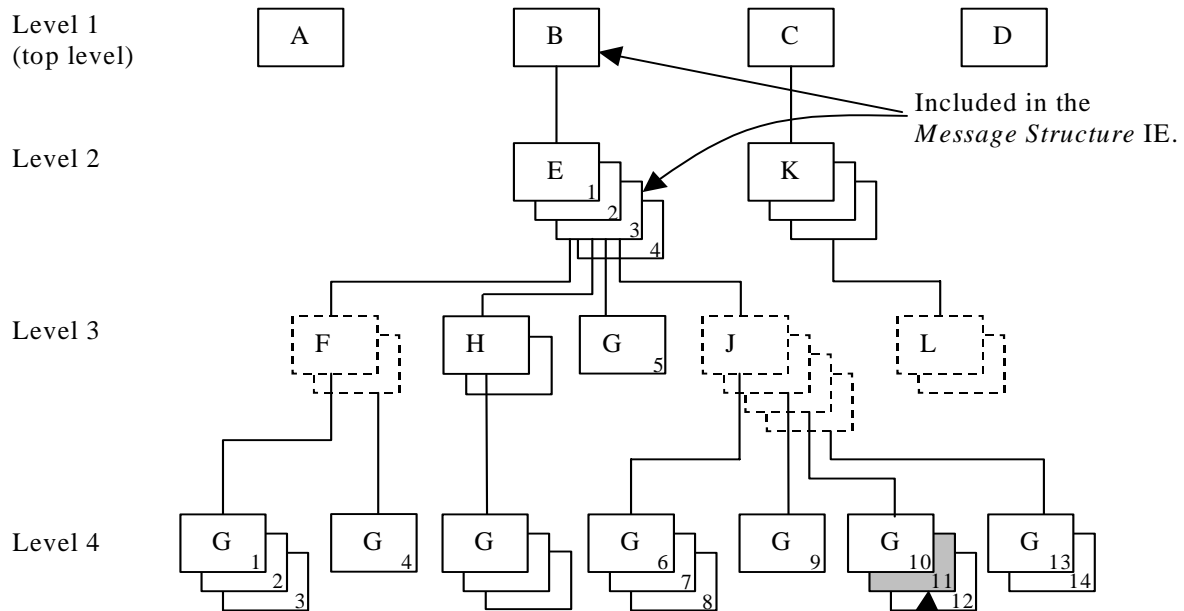 Level 1
(top level)
A
B
C
D
Included in the
Message Structure IE.
Level 2
E
1
2
3
4
K
Level 3
F
H
G
5
J
L
Level 4
G
1
2
3
G
4
G
G
6
7
8
G
9
G
10
11
12
G
13
14